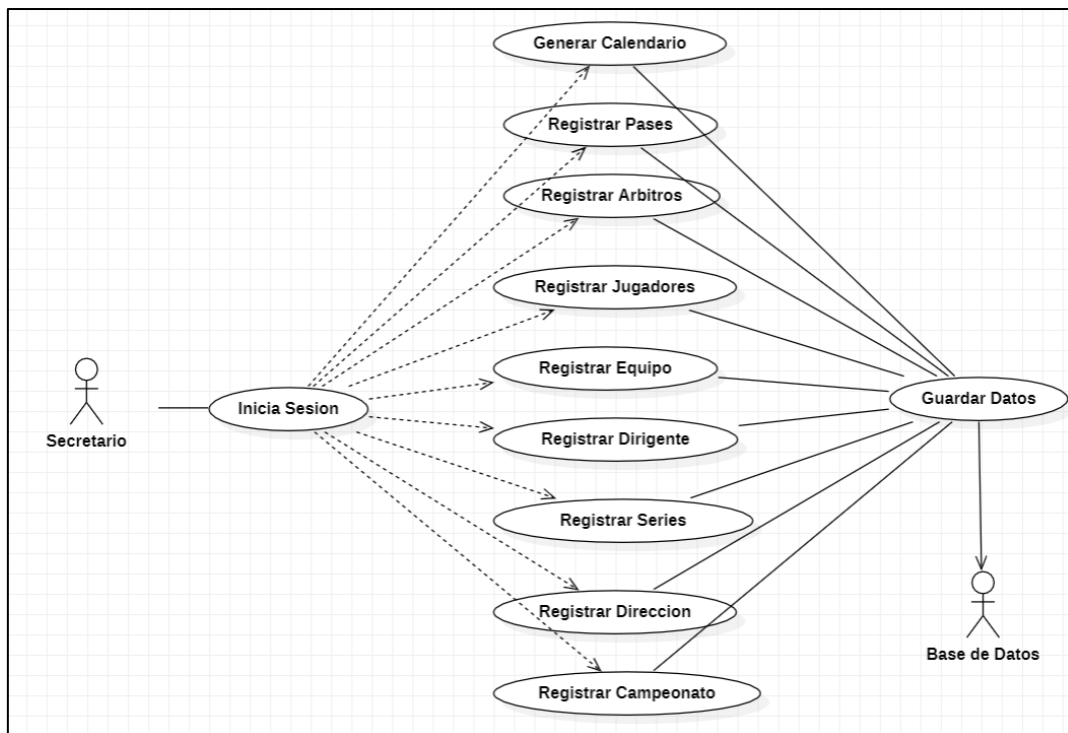 Generar Calendario
Registrar Pases
Registrar Arbitros
Registrar Jugadores
Registrar Equipo
Inicia Sesion
Guardar Datos
Secretario
Registrar Dirigente
Registrar Series
Registrar Direccion
Base de Datos
Registrar Campeonato